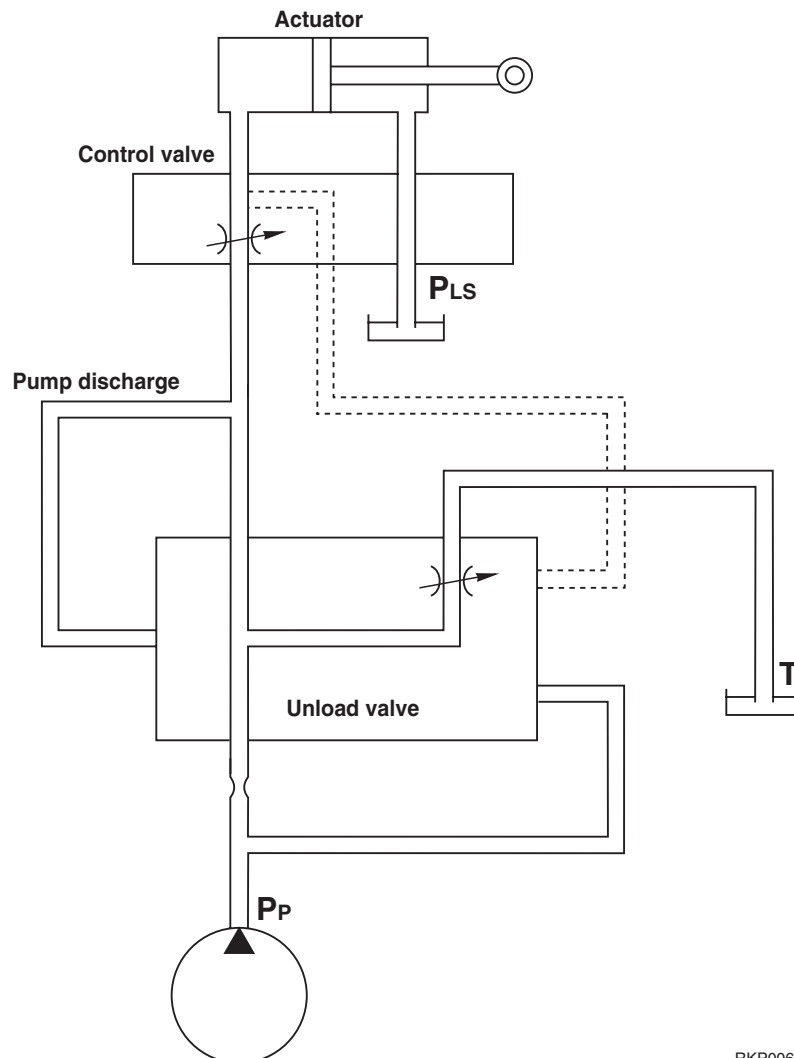 Actuator
Control valve
PLS
Pump discharge
Unload valve
T
PP